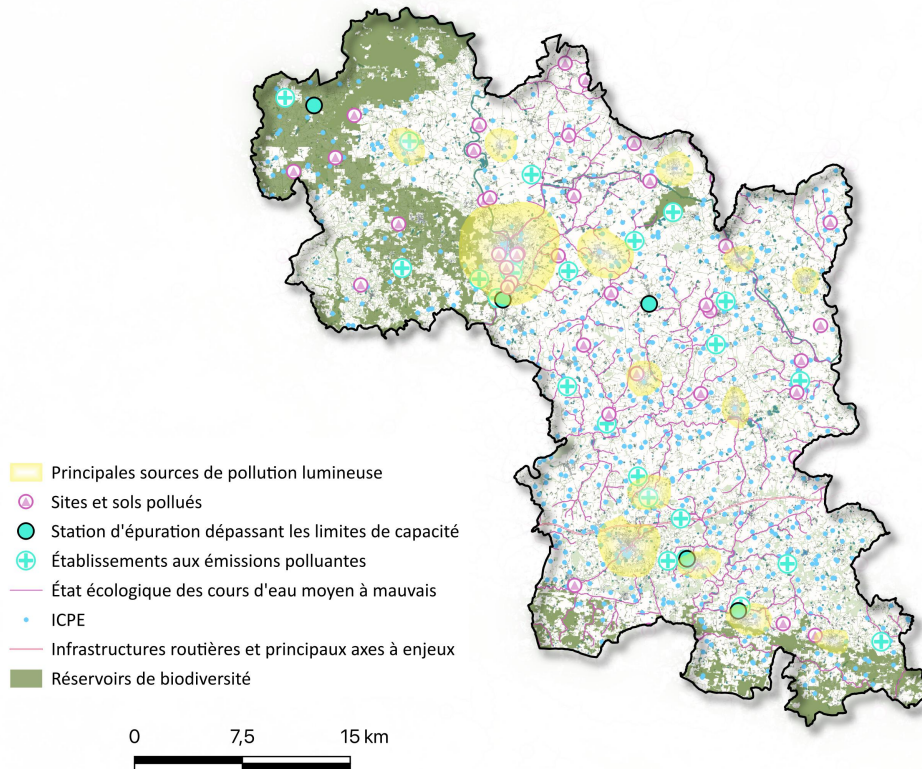 Principales sources de pollution lumineuse
Sites et sols pollués
Station d'épuration dépassant les limites de capacité
Établissements aux émissions polluantes
État écologique des cours d'eau moyen à mauvais
ICPE
Infrastructures routières et principaux axes à enjeu
Réservoirs de biodiversité
0 7,5 15 km